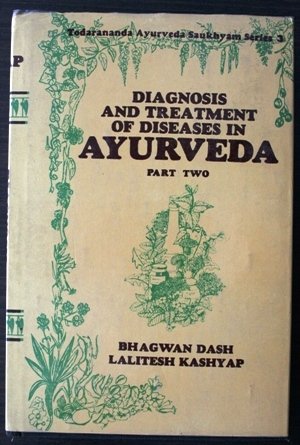 Todarananda Ayurveda Saukhyam Series 3
DIAGNOSIS
AND TREATMENT
OF DISEASES IN
AYURVEDA
PART TWO
BHAGWAN DASH
LALITESH KASHYAP
P